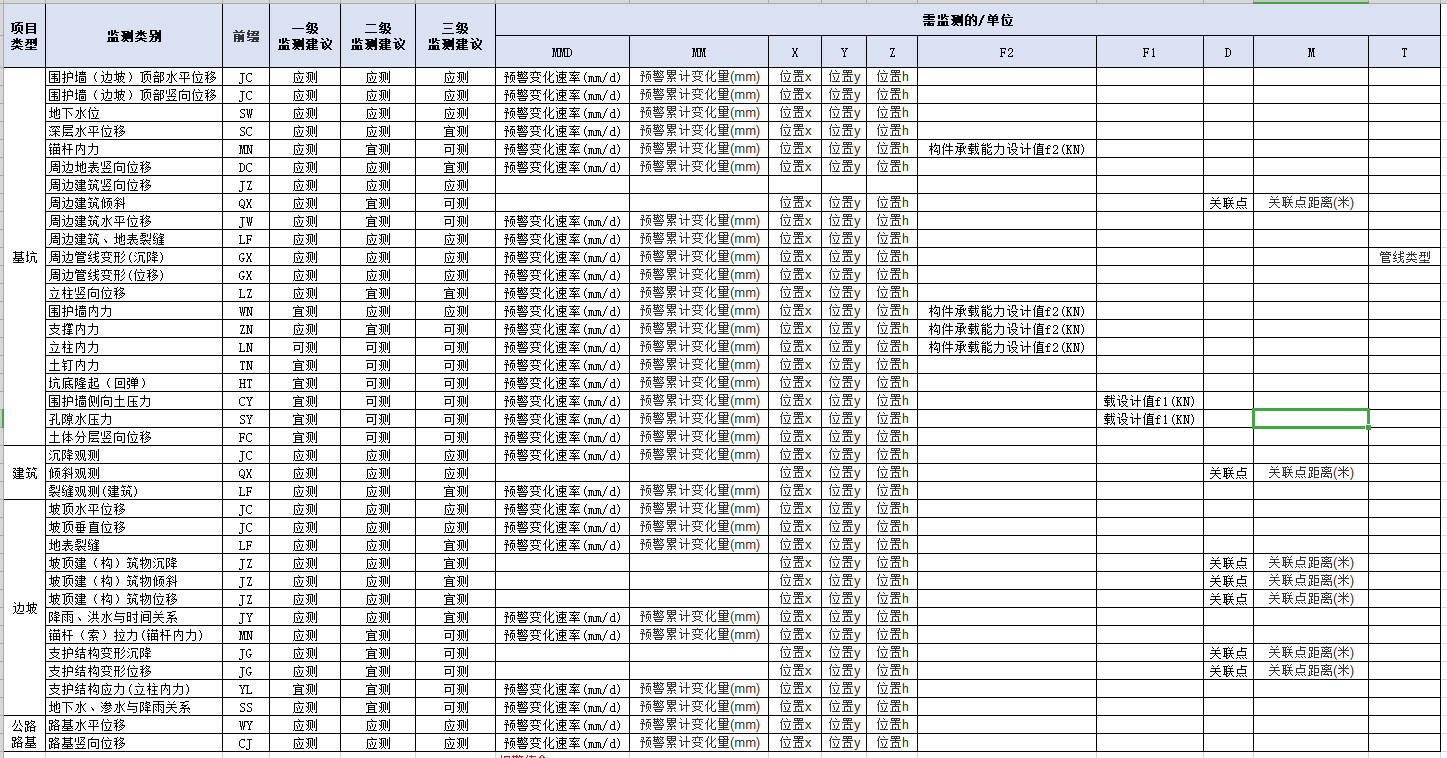 项目类型 监测类别 前缀 一级监测建议 二级监测建议 三级监测建议 需监测的/单位
MMD MM X Y Z F2 F1 D M T
基坑
围护墙（边坡）顶部水平位移 JC 应测 应测 应测 预警变化速率(mm/d) 预警累计变化量(mm) 位置x 位置y 位置h
围护墙（边坡）顶部竖向位移 JC 应测 应测 应测 预警变化速率(mm/d) 预警累计变化量(mm) 位置x 位置y 位置h
地下水位 SW 应测 应测 应测 预警变化速率(mm/d) 预警累计变化量(mm) 位置x 位置y 位置h
深层水平位移 SC 应测 应测 宜测 预警变化速率(mm/d) 预警累计变化量(mm) 位置x 位置y 位置h
锚杆内力 MN 应测 宜测 可测 预警变化速率(mm/d) 预警累计变化量(mm) 位置x 位置y 位置h 构件承载能力设计值f2(KN)
周边地表竖向位移 DC 应测 应测 宜测 预警变化速率(mm/d) 预警累计变化量(mm) 位置x 位置y 位置h
周边建筑竖向位移 JZ 应测 应测 应测
周边建筑倾斜 QX 应测 宜测 可测 位置x 位置y 位置h 关联点 关联点距离(米)
周边建筑水平位移 JW 应测 宜测 可测 预警变化速率(mm/d) 预警累计变化量(mm) 位置x 位置y 位置h
周边建筑、地表裂缝 LF 应测 应测 应测 预警变化速率(mm/d) 预警累计变化量(mm) 位置x 位置y 位置h
周边管线变形(沉降) GX 应测 应测 应测 预警变化速率(mm/d) 预警累计变化量(mm) 位置x 位置y 位置h 管线类型
周边管线变形(位移) GX 应测 应测 应测 预警变化速率(mm/d) 预警累计变化量(mm) 位置x 位置y 位置h
立柱竖向位移 LZ 应测 宜测 宜测 预警变化速率(mm/d) 预警累计变化量(mm) 位置x 位置y 位置h
围护墙内力 WN 宜测 应测 可测 预警变化速率(mm/d) 预警累计变化量(mm) 位置x 位置y 位置h 构件承载能力设计值f2(KN)
支撑内力 ZN 应测 宜测 可测 预警变化速率(mm/d) 预警累计变化量(mm) 位置x 位置y 位置h 构件承载能力设计值f2(KN)
立柱内力 LN 可测 可测 可测 预警变化速率(mm/d) 预警累计变化量(mm) 位置x 位置y 位置h 构件承载能力设计值f2(KN)
土钉内力 TN 宜测 可测 可测 预警变化速率(mm/d) 预警累计变化量(mm) 位置x 位置y 位置h
坑底隆起（回弹） HT 宜测 可测 可测 预警变化速率(mm/d) 预警累计变化量(mm) 位置x 位置y 位置h
围护墙侧向土压力 CY 宜测 可测 可测 预警变化速率(mm/d) 预警累计变化量(mm) 位置x 位置y 位置h 载设计值f1(KN)
孔隙水压力 SY 宜测 可测 可测 预警变化速率(mm/d) 预警累计变化量(mm) 位置x 位置y 位置h 载设计值f1(KN)
土体分层竖向位移 FC 宜测 可测 可测 预警变化速率(mm/d) 预警累计变化量(mm) 位置x 位置y 位置h
建筑
沉降观测 JC 应测 应测 应测 预警变化速率(mm/d) 预警累计变化量(mm) 位置x 位置y 位置h
倾斜观测 QX 应测 应测 应测 位置x 位置y 位置h 关联点 关联点距离(米)
裂缝观测(建筑) LF 应测 应测 宜测 预警变化速率(mm/d) 预警累计变化量(mm) 位置x 位置y 位置h
边坡
坡顶水平位移 JC 应测 应测 应测 预警变化速率(mm/d) 预警累计变化量(mm) 位置x 位置y 位置h
坡顶垂直位移 JC 应测 应测 应测 预警变化速率(mm/d) 预警累计变化量(mm) 位置x 位置y 位置h
地表裂缝 LF 应测 应测 宜测 预警变化速率(mm/d) 预警累计变化量(mm) 位置x 位置y 位置h
坡顶建（构）筑物沉降 JZ 应测 应测 宜测 位置x 位置y 位置h 关联点 关联点距离(米)
坡顶建（构）筑物倾斜 JZ 应测 应测 宜测 位置x 位置y 位置h 关联点 关联点距离(米)
坡顶建（构）筑物位移 JZ 应测 应测 宜测 位置x 位置y 位置h 关联点 关联点距离(米)
降雨、洪水与时间关系 JY 应测 应测 宜测 预警变化速率(mm/d) 预警累计变化量(mm) 位置x 位置y 位置h
锚杆（索）拉力(锚杆内力) MN 应测 宜测 可测 预警变化速率(mm/d) 预警累计变化量(mm) 位置x 位置y 位置h
支护结构变形沉降 JG 应测 宜测 可测 位置x 位置y 位置h 关联点 关联点距离(米)
支护结构变形位移 JG 应测 宜测 可测 位置x 位置y 位置h 关联点 关联点距离(米)
支护结构应力(立柱内力) YL 宜测 宜测 可测 预警变化速率(mm/d) 预警累计变化量(mm) 位置x 位置y 位置h
地下水、渗水与降雨关系 SS 应测 宜测 可测 预警变化速率(mm/d) 预警累计变化量(mm) 位置x 位置y 位置h
公路路基
路基水平位移 WY 应测 应测 应测 预警变化速率(mm/d) 预警累计变化量(mm) 位置x 位置y 位置h
路基竖向位移 CJ 应测 应测 应测 预警变化速率(mm/d) 预警累计变化量(mm) 位置x 位置y 位置h